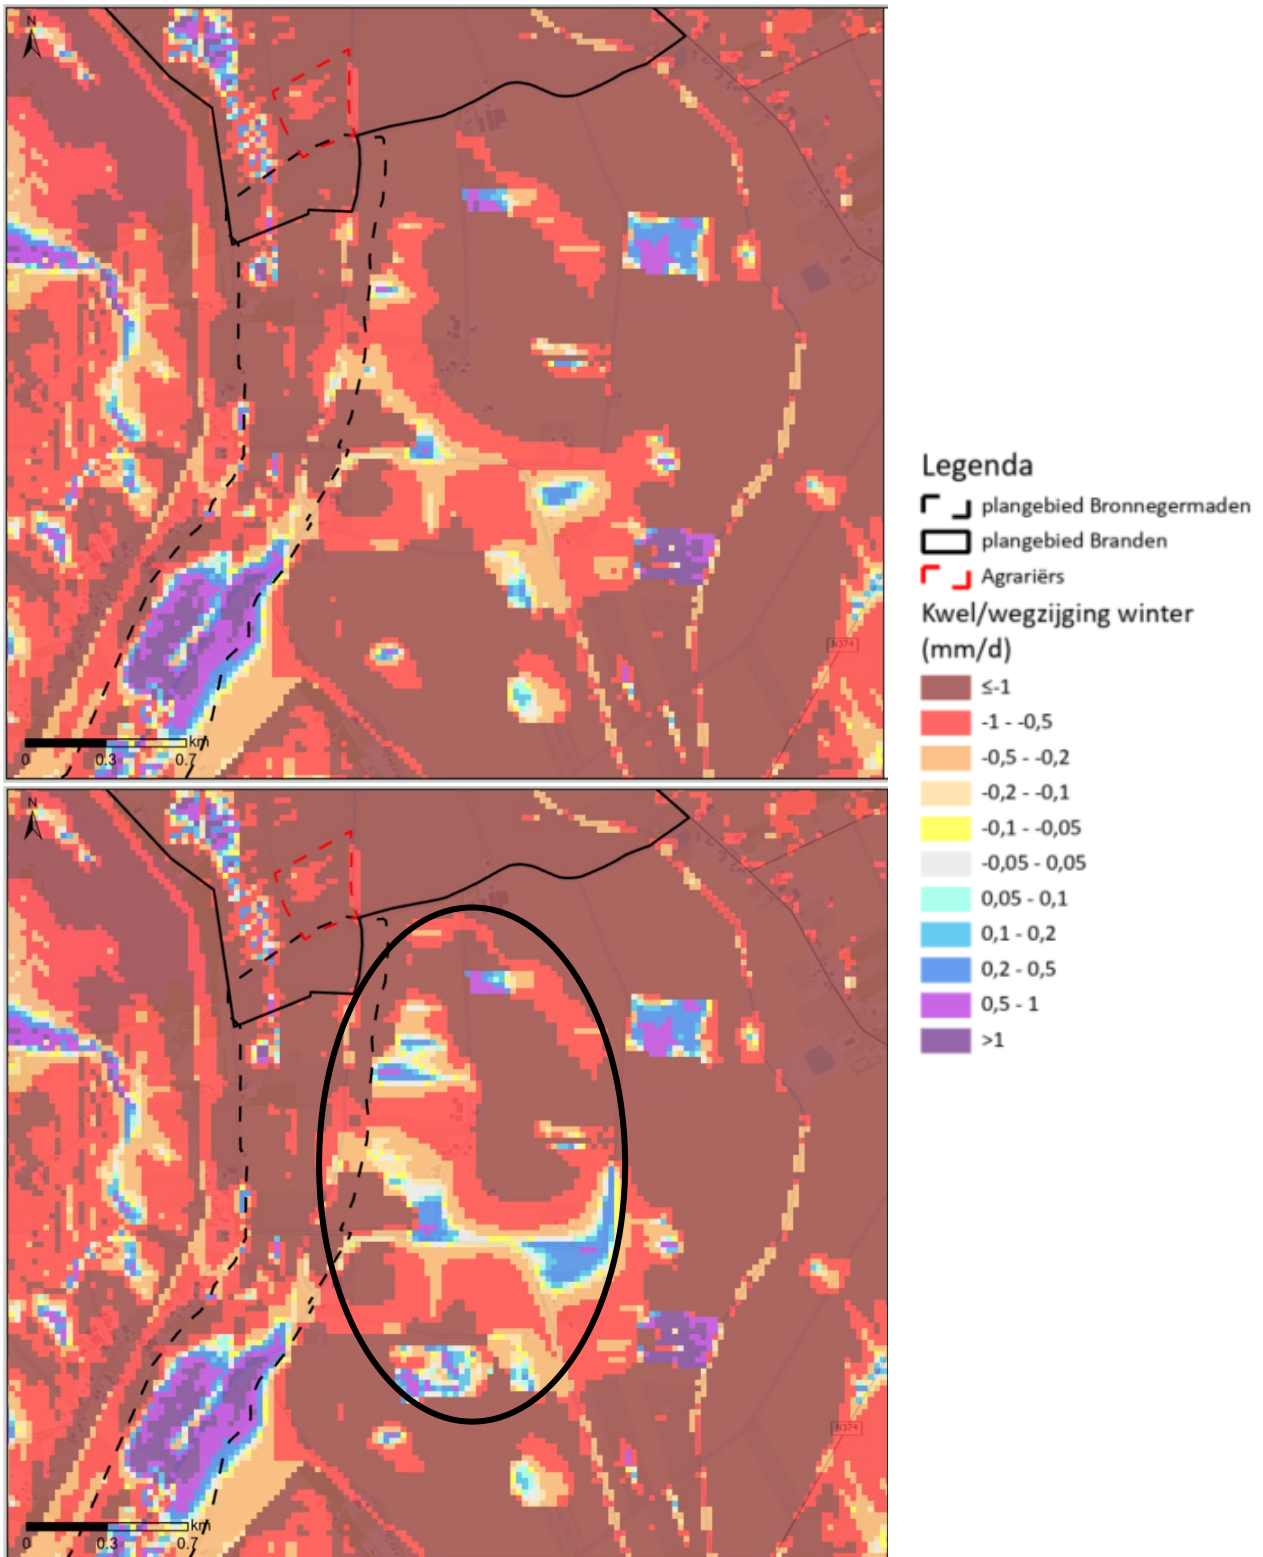 N
N374
km
0
0.3
0.7
Legenda
plangebied Bronnegermaden
plangebied Branden
Agrariërs
Kwel/wegzijging winter
(mm/d)
≤-1
-1 - -0,5
-0,5 - -0,2
-0,2 - -0,1
-0,1 - -0,05
-0,05 - 0,05
0,05 - 0,1
0,1 - 0,2
0,2 - 0,5
0,5 - 1
>1
N
N374
km
0
0.3
0.7